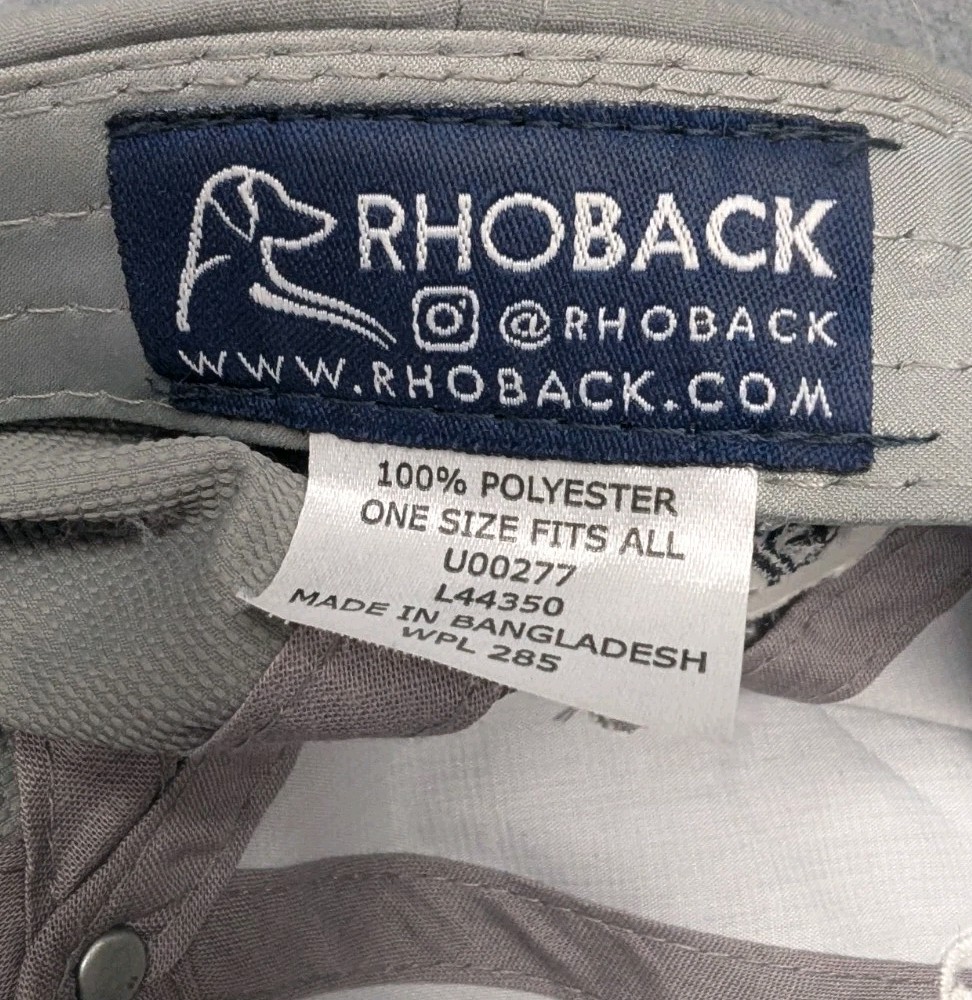 RHOBACK
@RHOBACK
WWW.RHOBACK.COM
100% POLYESTER
ONE SIZE FITS ALL
U00277
L44350
MADE IN BANGLADESH
WPL 285